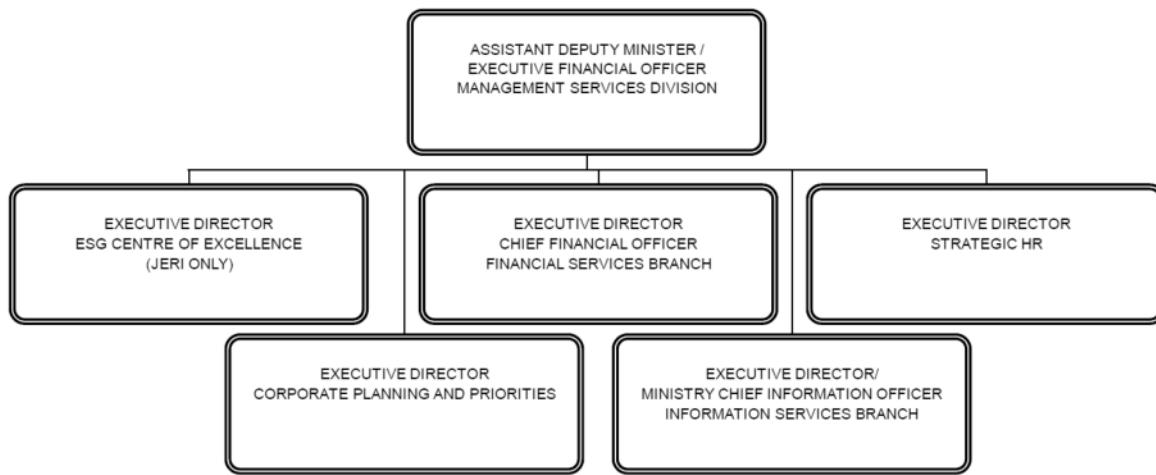 ASSISTANT DEPUTY MINISTER /
EXECUTIVE FINANCIAL OFFICER
MANAGEMENT SERVICES DIVISION
EXECUTIVE DIRECTOR
ESG CENTRE OF EXCELLENCE
(JERI ONLY)
EXECUTIVE DIRECTOR
CHIEF FINANCIAL OFFICER
FINANCIAL SERVICES BRANCH
EXECUTIVE DIRECTOR
STRATEGIC HR
EXECUTIVE DIRECTOR
CORPORATE PLANNING AND PRIORITIES
EXECUTIVE DIRECTOR/
MINISTRY CHIEF INFORMATION OFFICER
INFORMATION SERVICES BRANCH